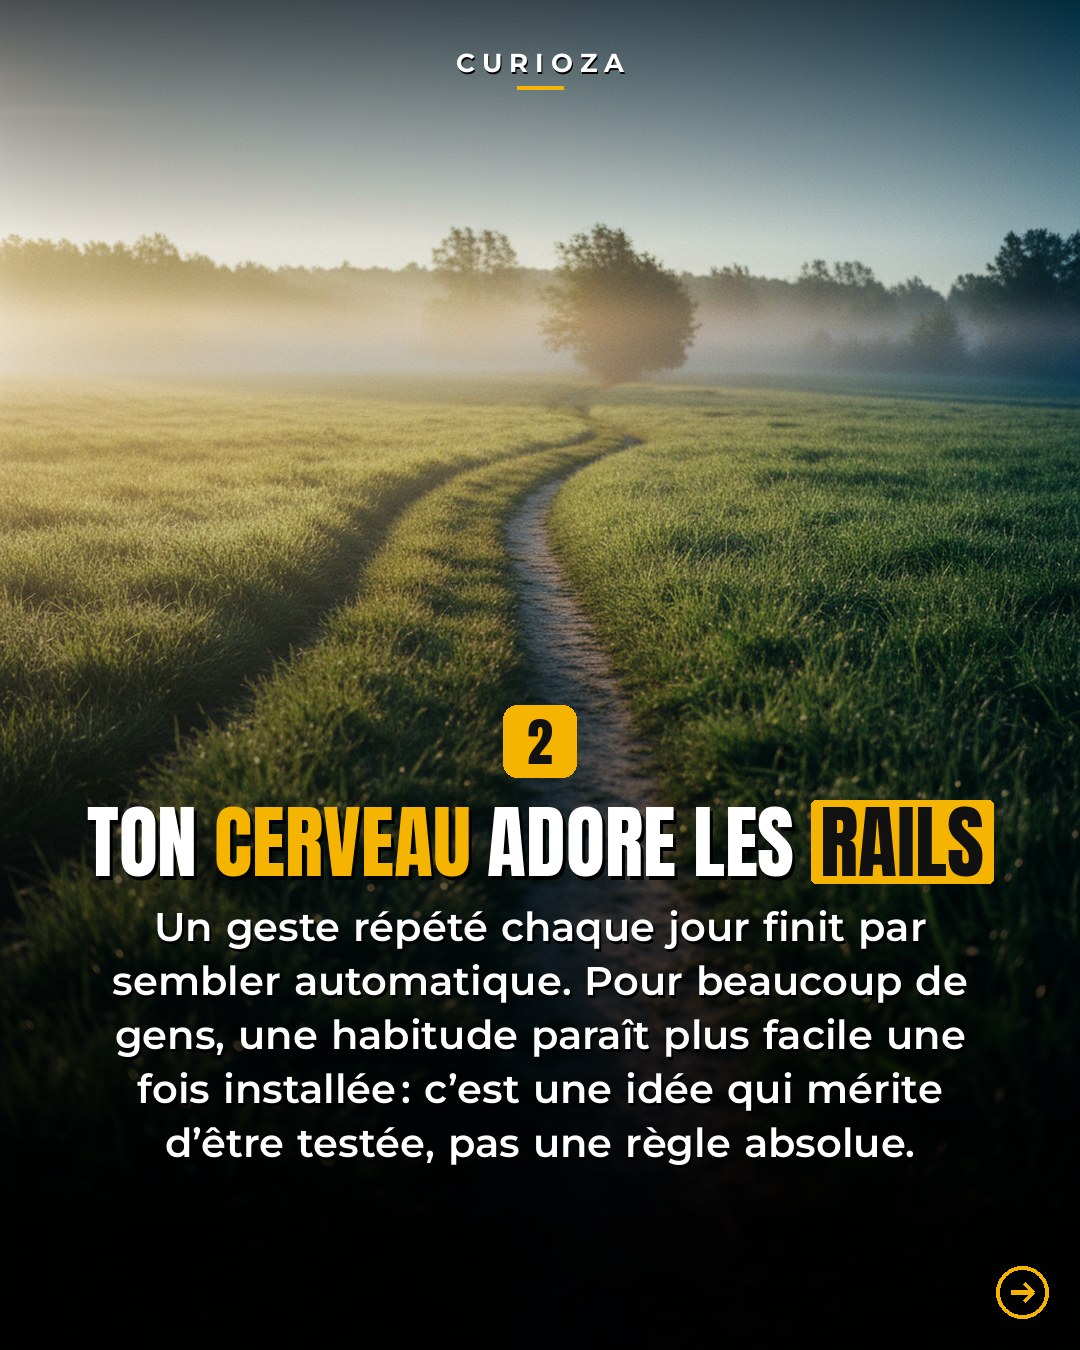 CURIOZA
2
TON CERVEAU ADORE LES RAILS
Un geste répété chaque jour finit par
sembler automatique. Pour beaucoup de
gens, une habitude paraît plus facile une
fois installée : c’est une idée qui mérite
d’être testée, pas une règle absolue.